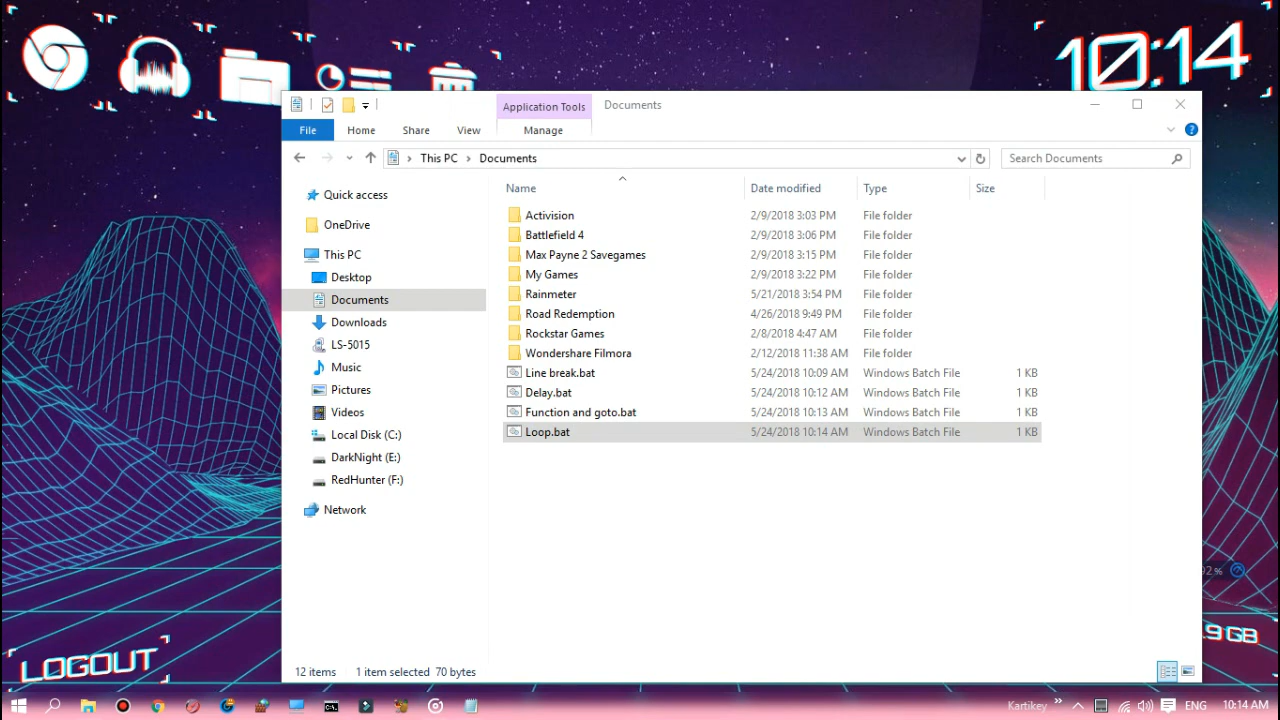 10:14
Application Tools
Documents
File
Home
Share
View
Manage
This PC
Documents
Search Documents
Name
Date modified
Type
Size
Quick access
OneDrive
This PC
Desktop
Documents
Downloads
LS-5015
Music
Pictures
Videos
Local Disk (C:)
DarkNight (E:)
RedHunter (F:)
Network
Activision 2/9/2018 3:03 PM File folder
Battlefield 4 2/9/2018 3:06 PM File folder
Max Payne 2 Savegames 2/9/2018 3:15 PM File folder
My Games 2/9/2018 3:22 PM File folder
Rainmeter 5/21/2018 3:54 PM File folder
Road Redemption 4/26/2018 9:49 PM File folder
Rockstar Games 2/8/2018 4:47 AM File folder
Wondershare Filmora 2/12/2018 11:38 AM File folder
Line break.bat 5/24/2018 10:09 AM Windows Batch File 1 KB
Delay.bat 5/24/2018 10:12 AM Windows Batch File 1 KB
Function and goto.bat 5/24/2018 10:13 AM Windows Batch File 1 KB
Loop.bat 5/24/2018 10:14 AM Windows Batch File 1 KB
12 items 1 item selected 70 bytes
LOGOUT
Kartikey
ENG
10:14 AM